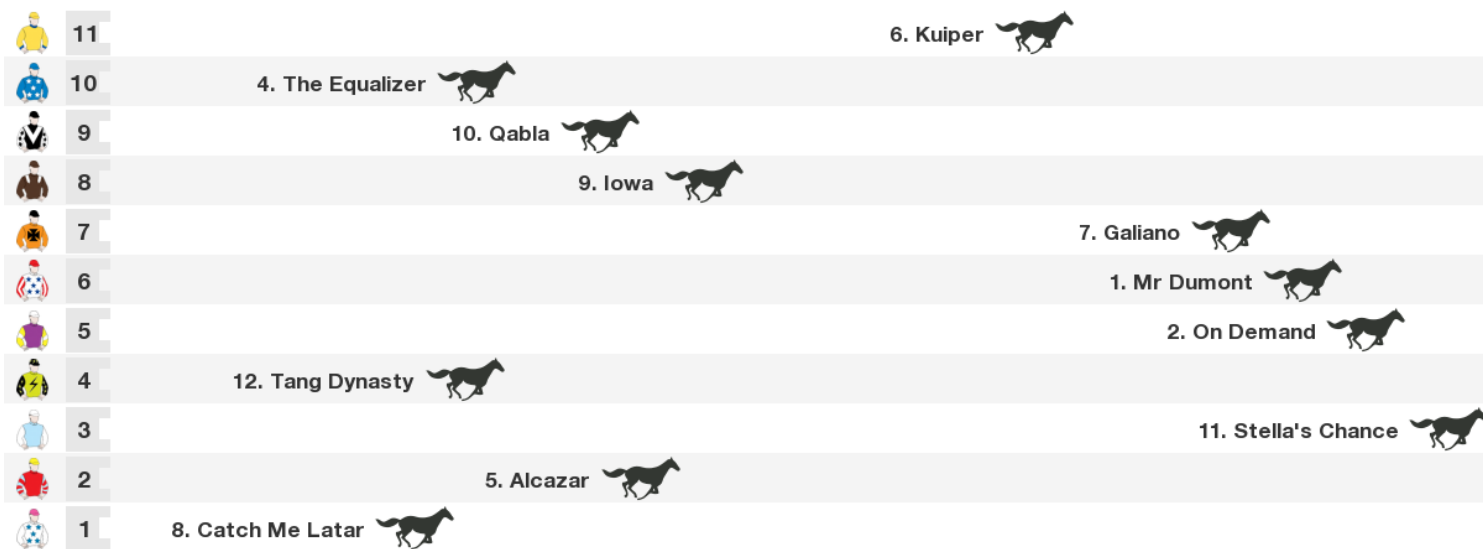 11 6. Kuiper
10 4. The Equalizer
9 10. Qabla
8 9. Iowa
7 7. Galiano
6 1. Mr Dumont
5 2. On Demand
4 12. Tang Dynasty
3 11. Stella's Chance
2 5. Alcazar
1 8. Catch Me Latar